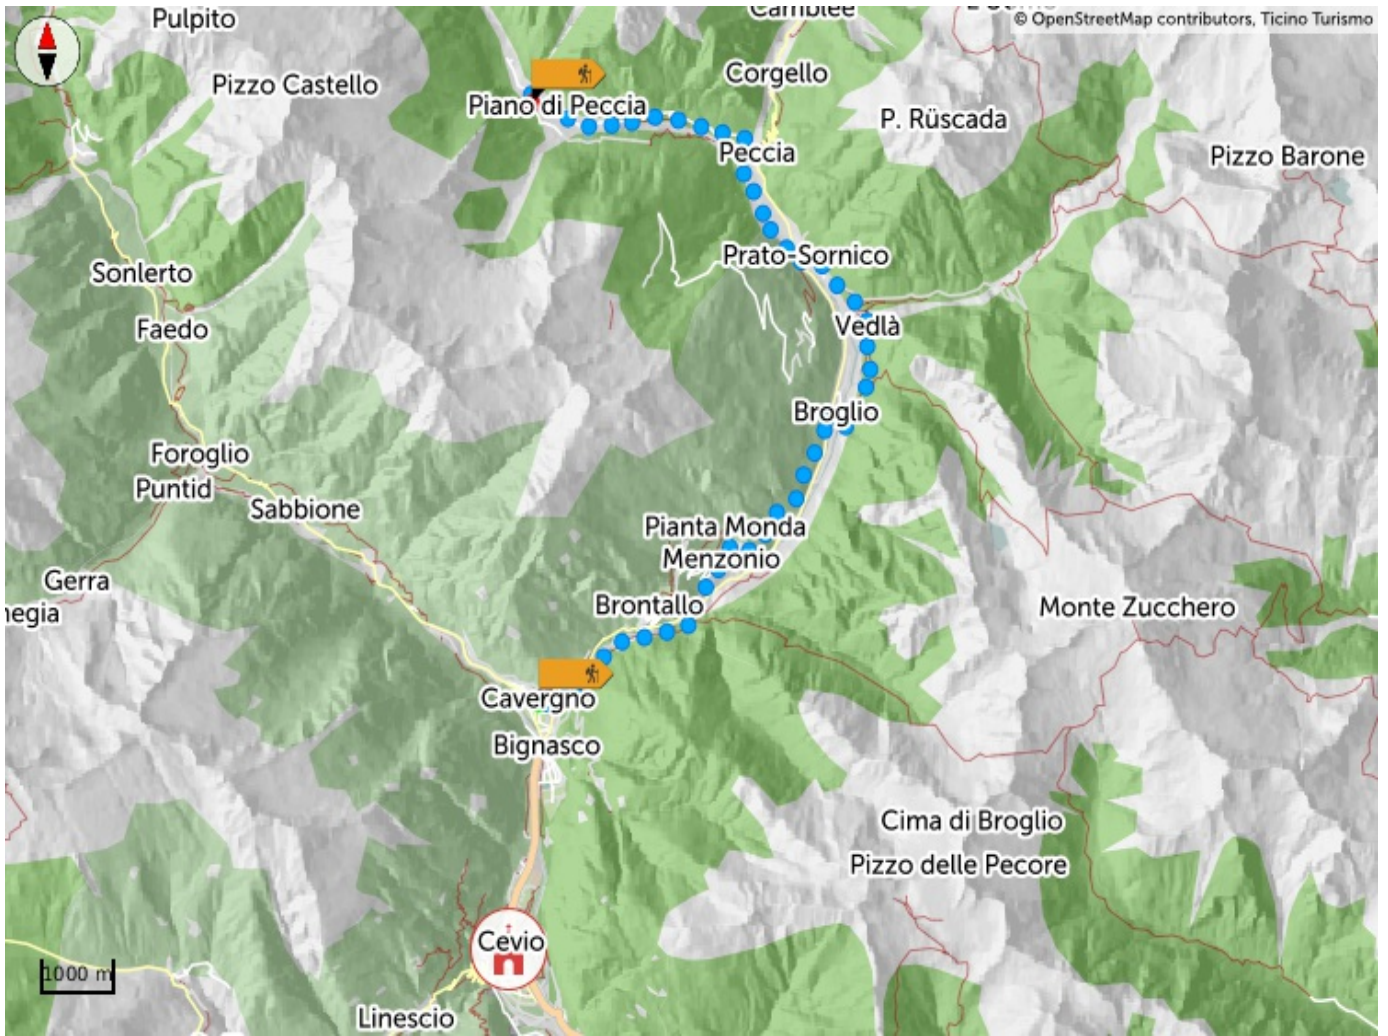 Pulpito
Camblee
© OpenStreetMap contributors, Ticino Turismo
Pizzo Castello
Corgello
Piano di Peccia
P. Rüscada
Peccia
Pizzo Barone
Prato-Sornico
Sonlerto
Faedo
Vedlà
Broglio
Foroglio
Puntid
Sabbione
Pianta Monda
Menzonio
Gerra
negia
Brontallo
Monte Zucchero
Cavergno
Bignasco
Cima di Broglio
Pizzo delle Pecore
Cevio
1000 m
Linescio